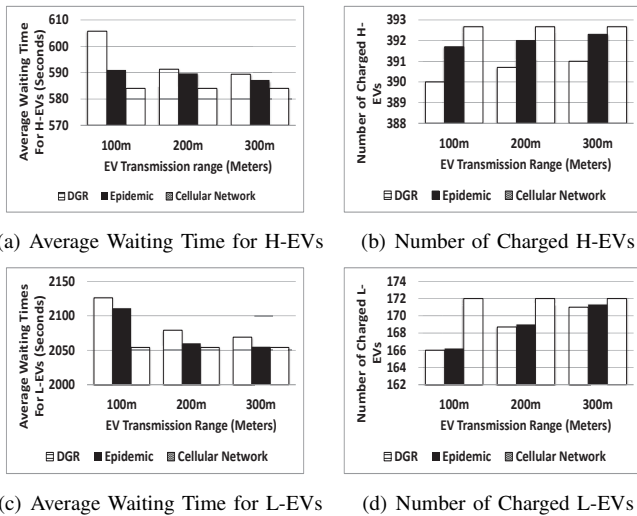 Average Waiting Time
For H-EVs (Seconds)
610
600
590
580
570
100m 200m 300m
EV Transmission range (Meters)
DGR Epidemic Cellular Network
(a) Average Waiting Time for H-EVs
Number of Charged H-
EVs
393
392
391
390
389
388
100m 200m 300m
EV Transmission Range (Meters)
DGR Epidemic Cellular Network
(b) Number of Charged H-EVs
Average Waiting Times
For L-EVs (Seconds)
2150
2100
2050
2000
100m 200m 300m
EV Transmission Range (Meters)
DGR Epidemic Cellular Network
(c) Average Waiting Time for L-EVs
Number of Charged L-
EVs
174
172
170
168
166
164
162
100m 200m 300m
EV Transmission Range (Meters)
DGR Epidemic Cellular Network
(d) Number of Charged L-EVs